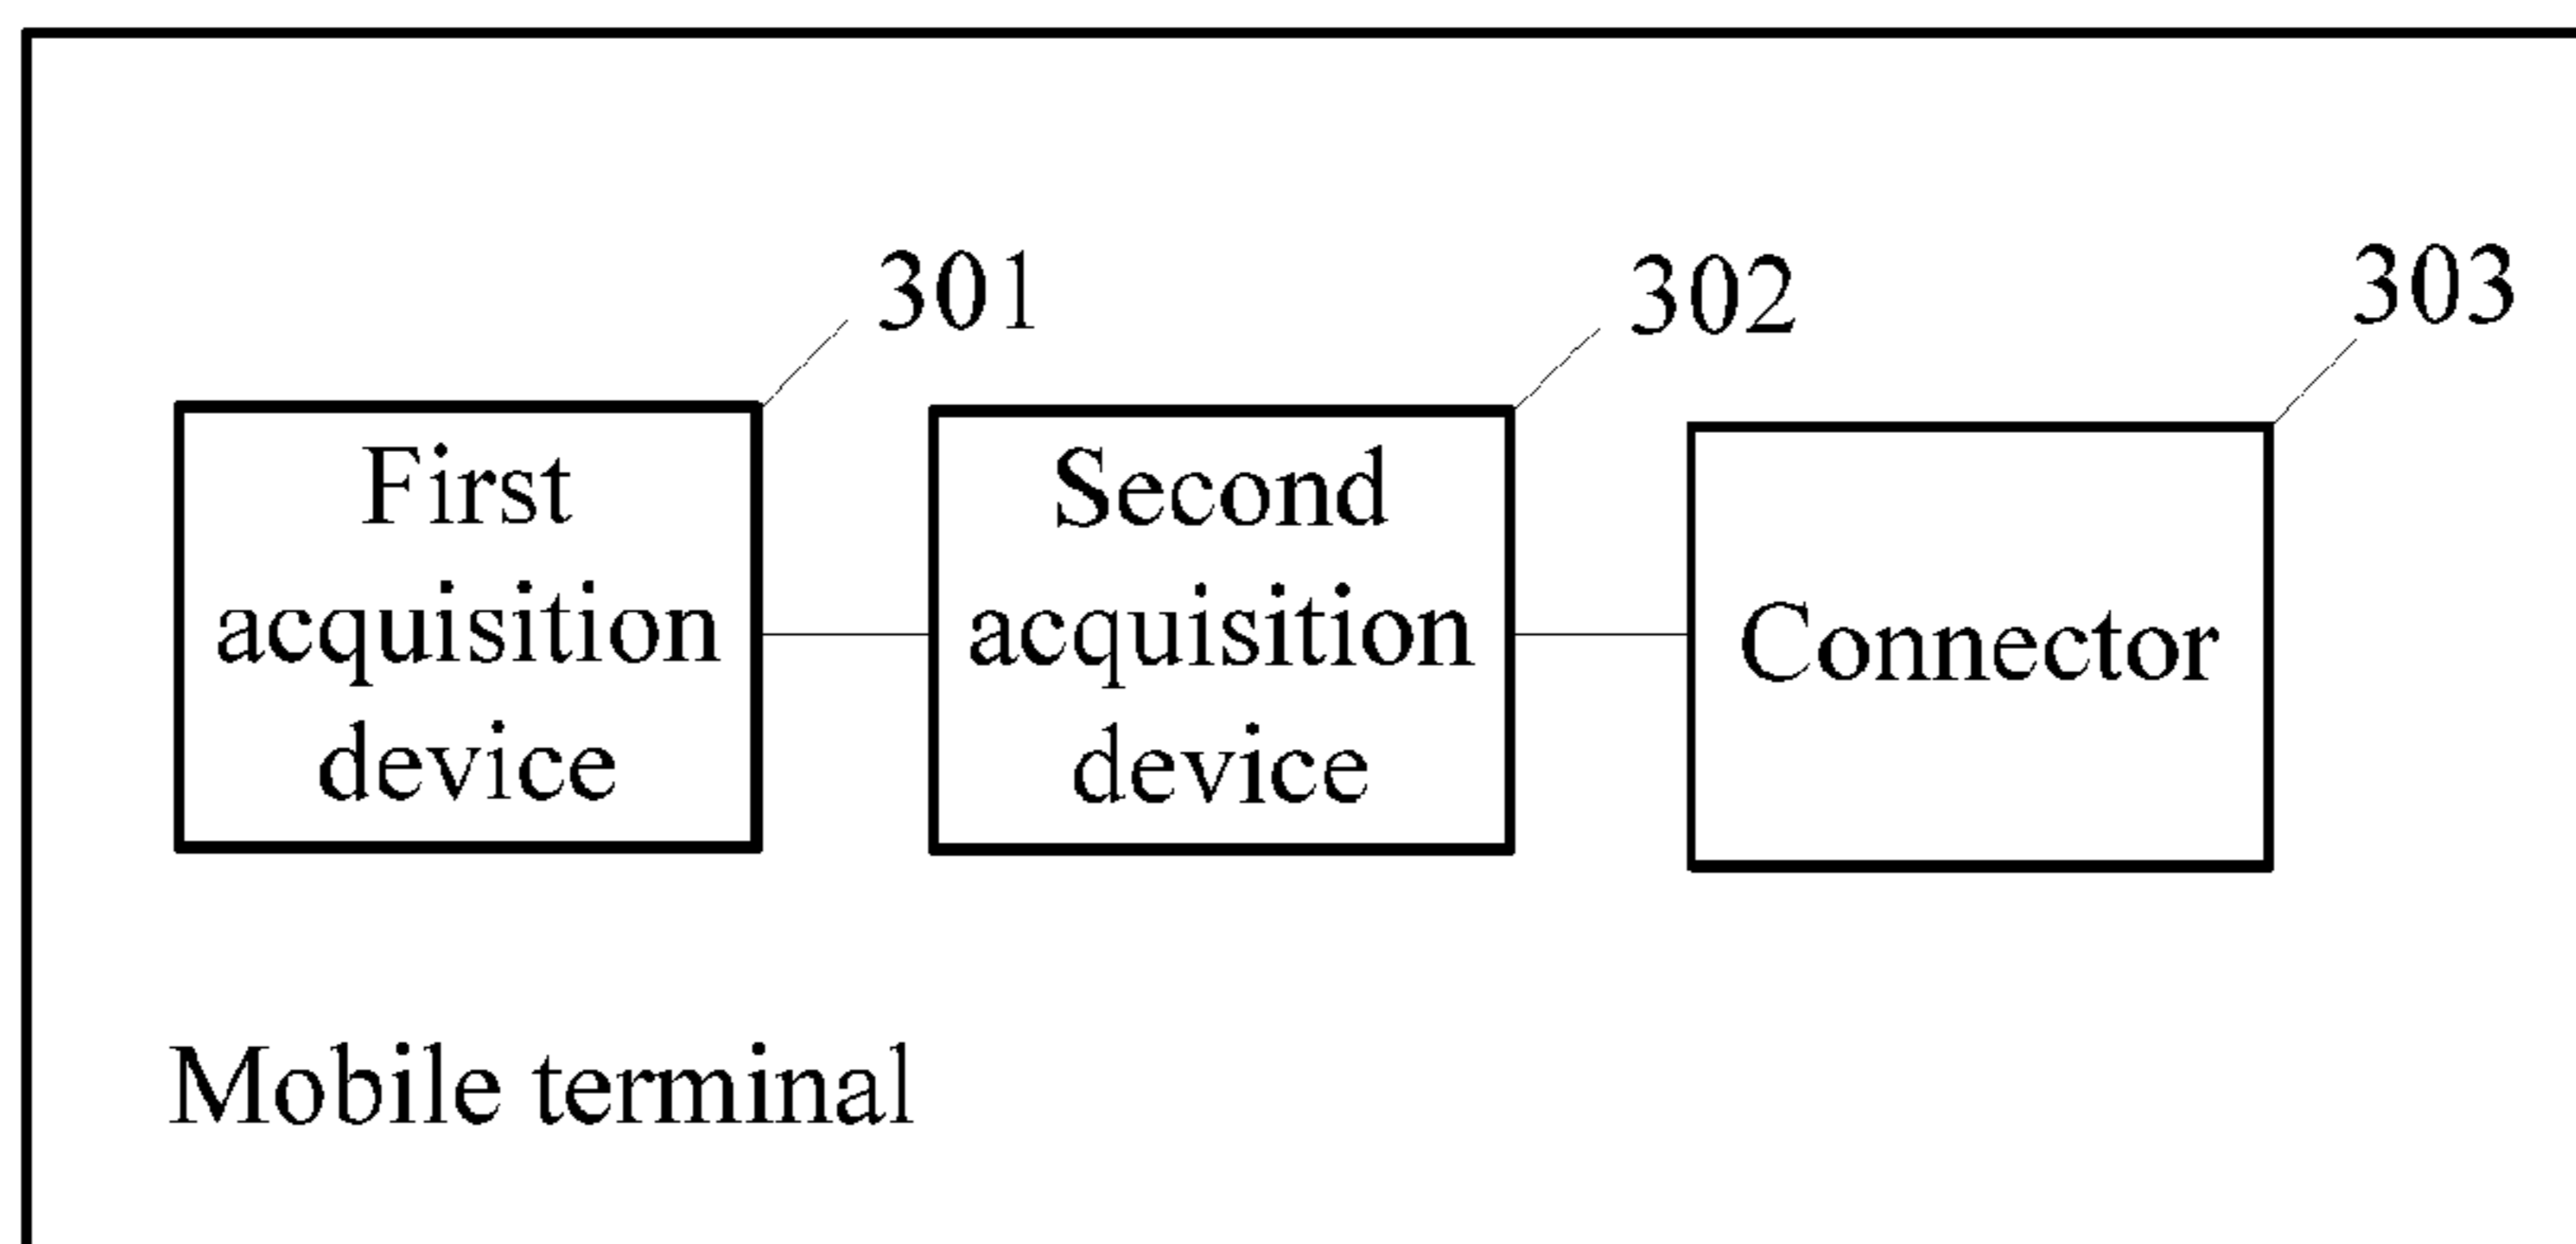 301
302
303
First
acquisition
device
Second
acquisition
device
Connector
Mobile terminal